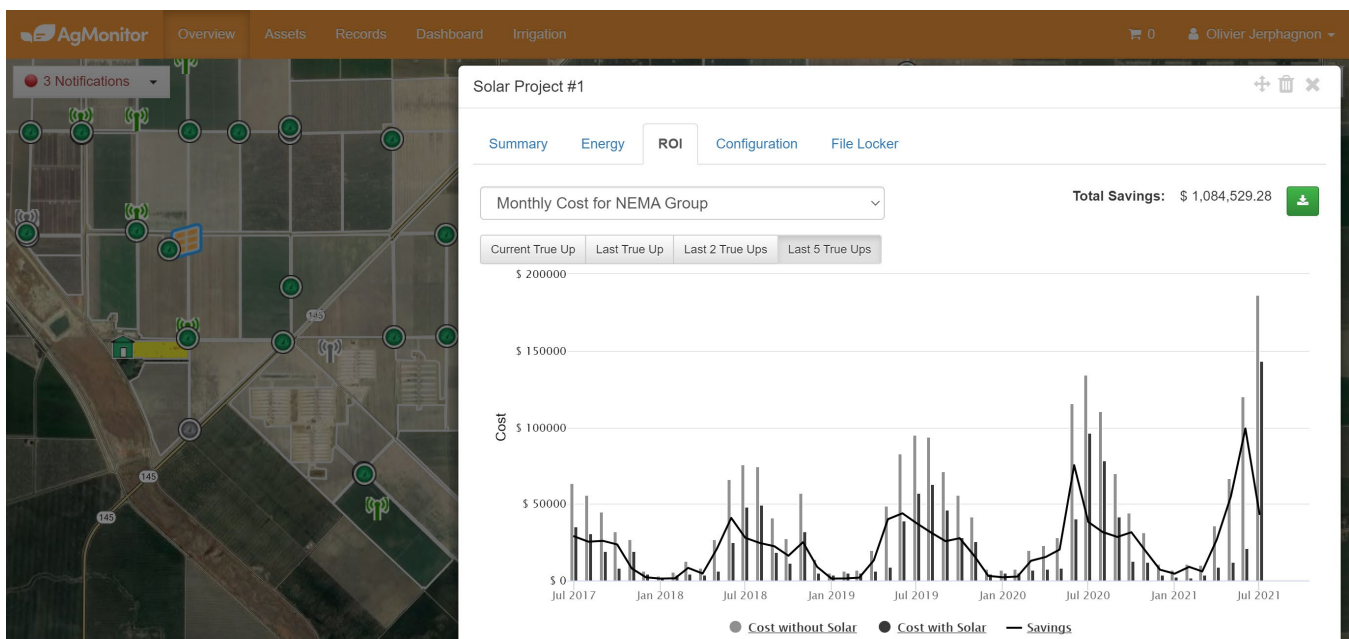 AgMonitor Overview Assets Records Dashboard Irrigation 0 Olivier Jerphagnon
3 Notifications
Solar Project #1
Summary Energy ROI Configuration File Locker
Monthly Cost for NEMA Group
Total Savings: $ 1,084,529.28
Current True Up Last True Up Last 2 True Ups Last 5 True Ups
$ 200000
$ 150000
$ 100000
$ 50000
$ 0
Cost
Jul 2017 Jan 2018 Jul 2018 Jan 2019 Jul 2019 Jan 2020 Jul 2020 Jan 2021 Jul 2021
Cost without Solar Cost with Solar Savings
145
145
145